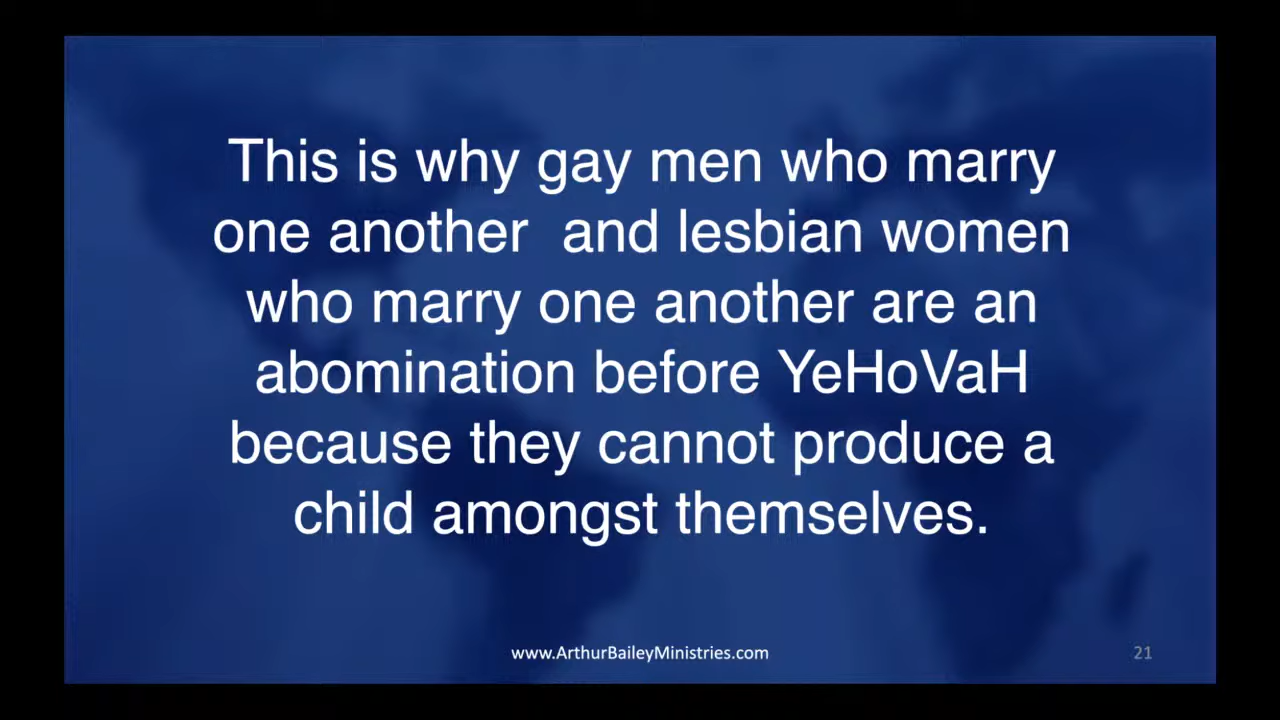 This is why gay men who marry
one another  and lesbian women
who marry one another are an
abomination before YeHoVaH
because they cannot produce a
child amongst themselves.
www.ArthurBaileyMinistries.com
21